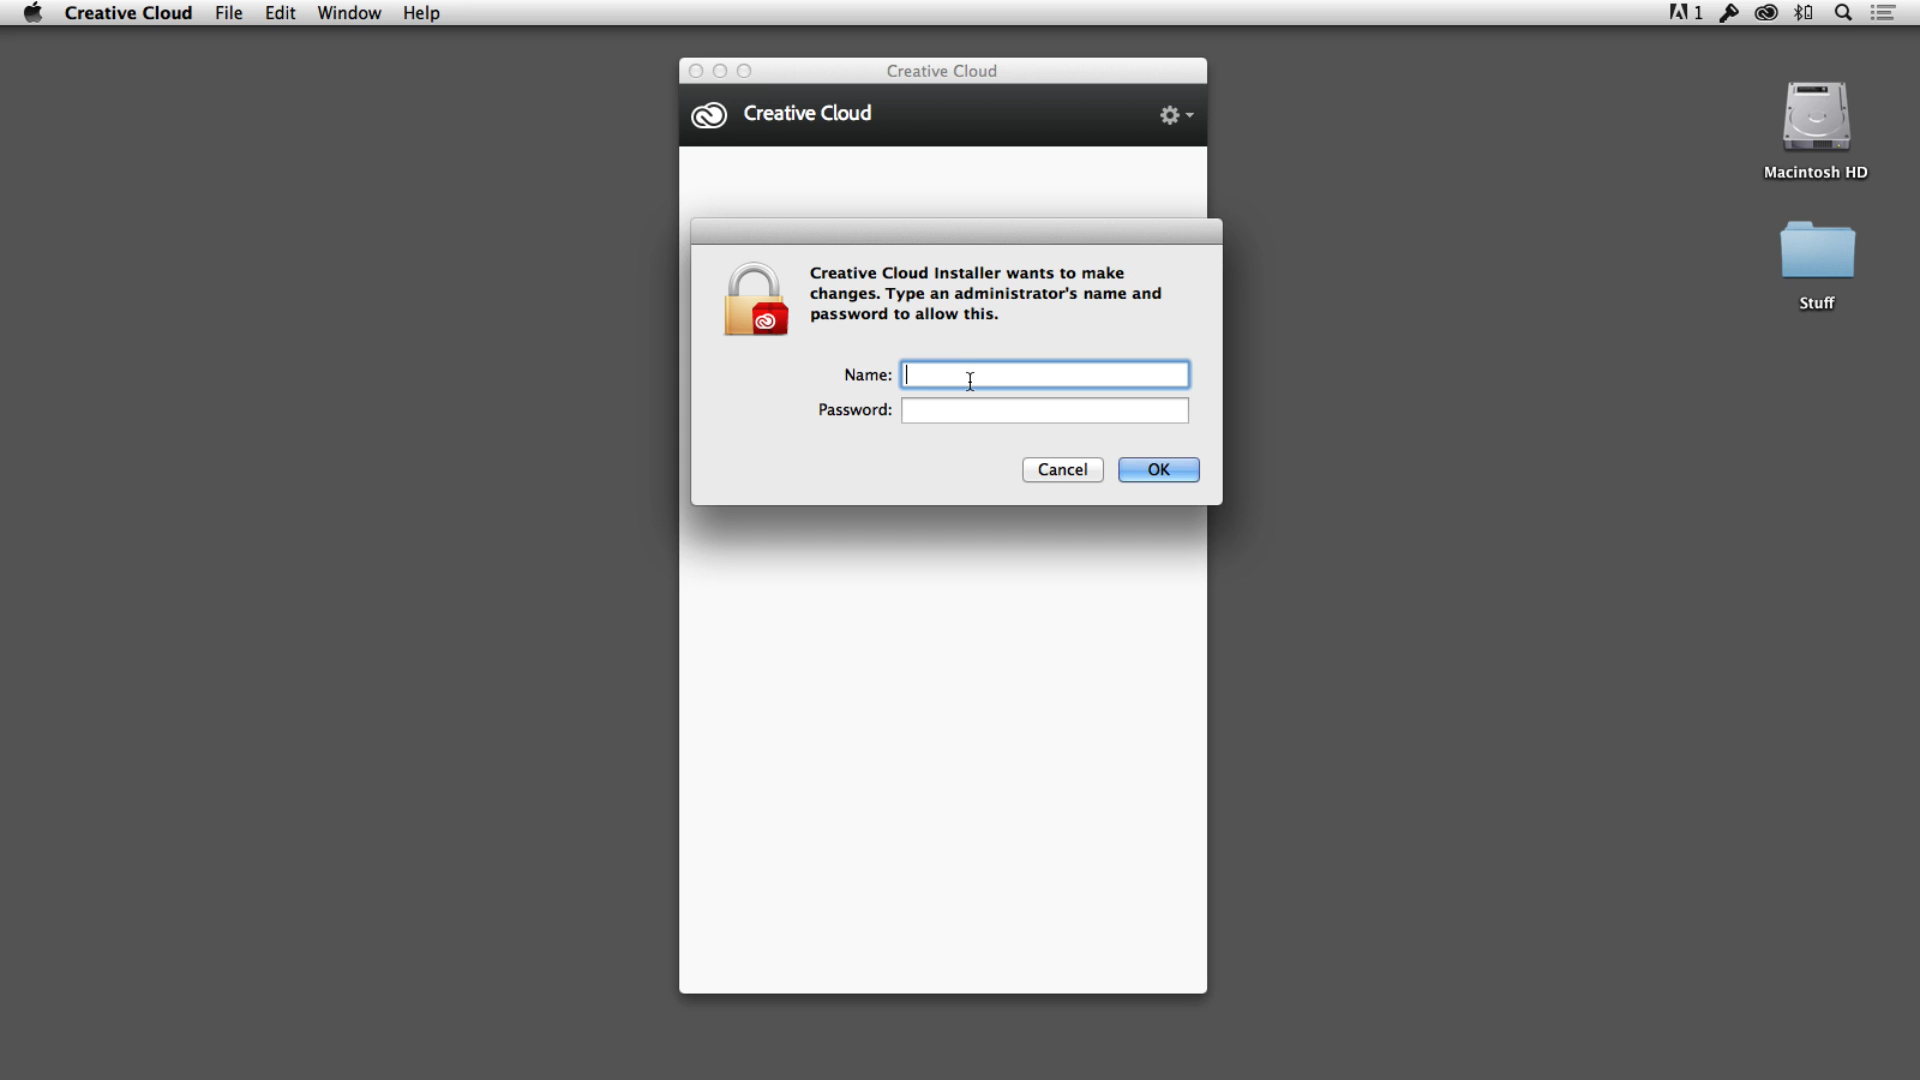 Creative Cloud File Edit Window Help 1
Creative Cloud
Creative Cloud
Macintosh HD
Creative Cloud Installer wants to make
changes. Type an administrator's name and
password to allow this.
Stuff
Name:
Password:
Cancel OK